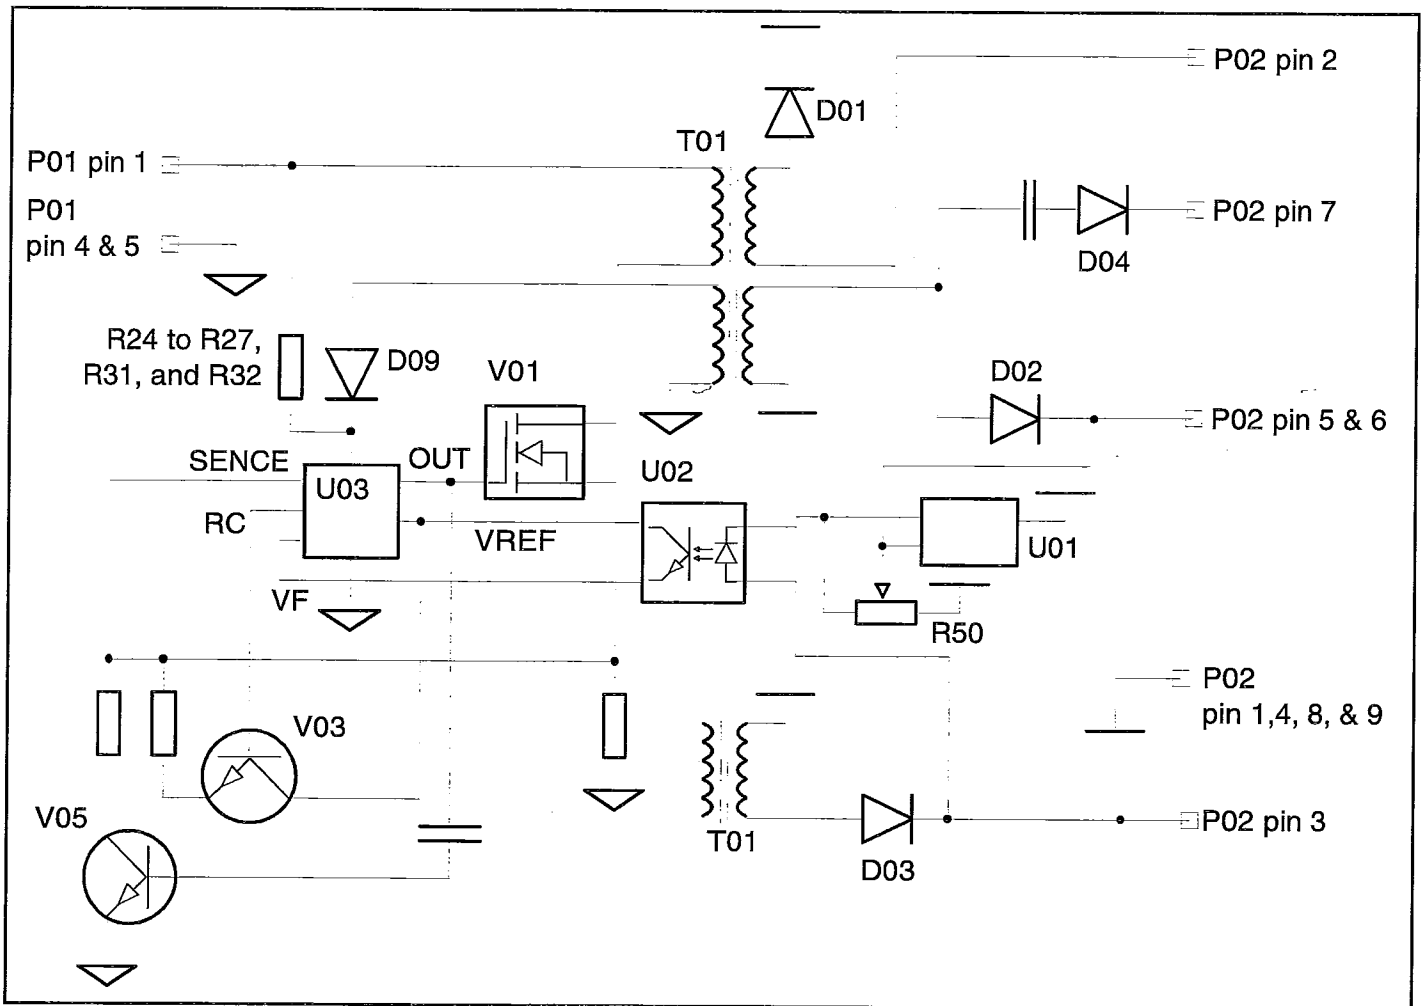 P02 pin 2
D01
T01
P01 pin 1
P01
pin 4 & 5
P02 pin 7
D04
R24 to R27,
R31, and R32
D09
V01
D02
P02 pin 5 & 6
SENCE
OUT
U02
U03
RC
VREF
U01
VF
R50
P02
pin 1,4, 8, & 9
V03
V05
T01
D03
P02 pin 3